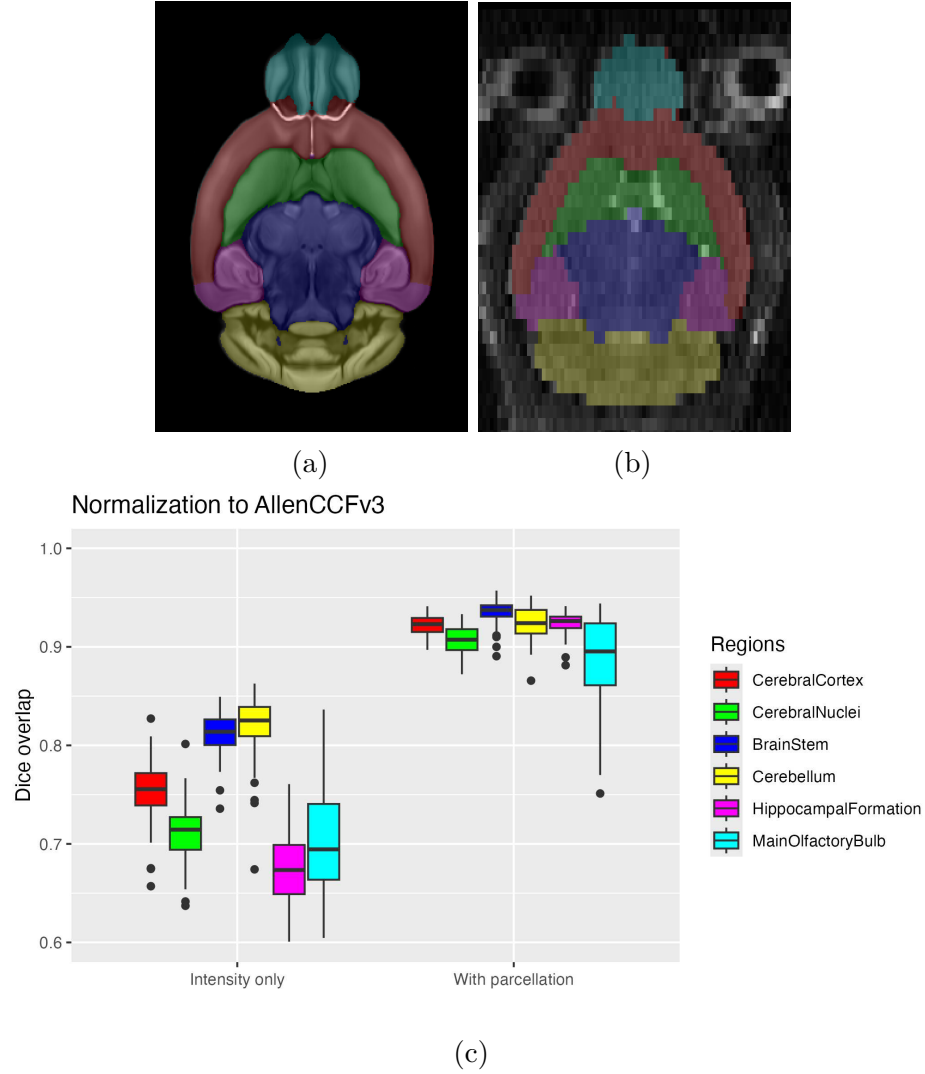 (a)
(b)
Normalization to AllenCCFv3
Dice overlap
1.0
0.9
0.8
0.7
0.6
Intensity only
With parcellation
Regions
CerebralCortex
CerebralNuclei
BrainStem
Cerebellum
HippocampalFormation
MainOlfactoryBulb
(c)